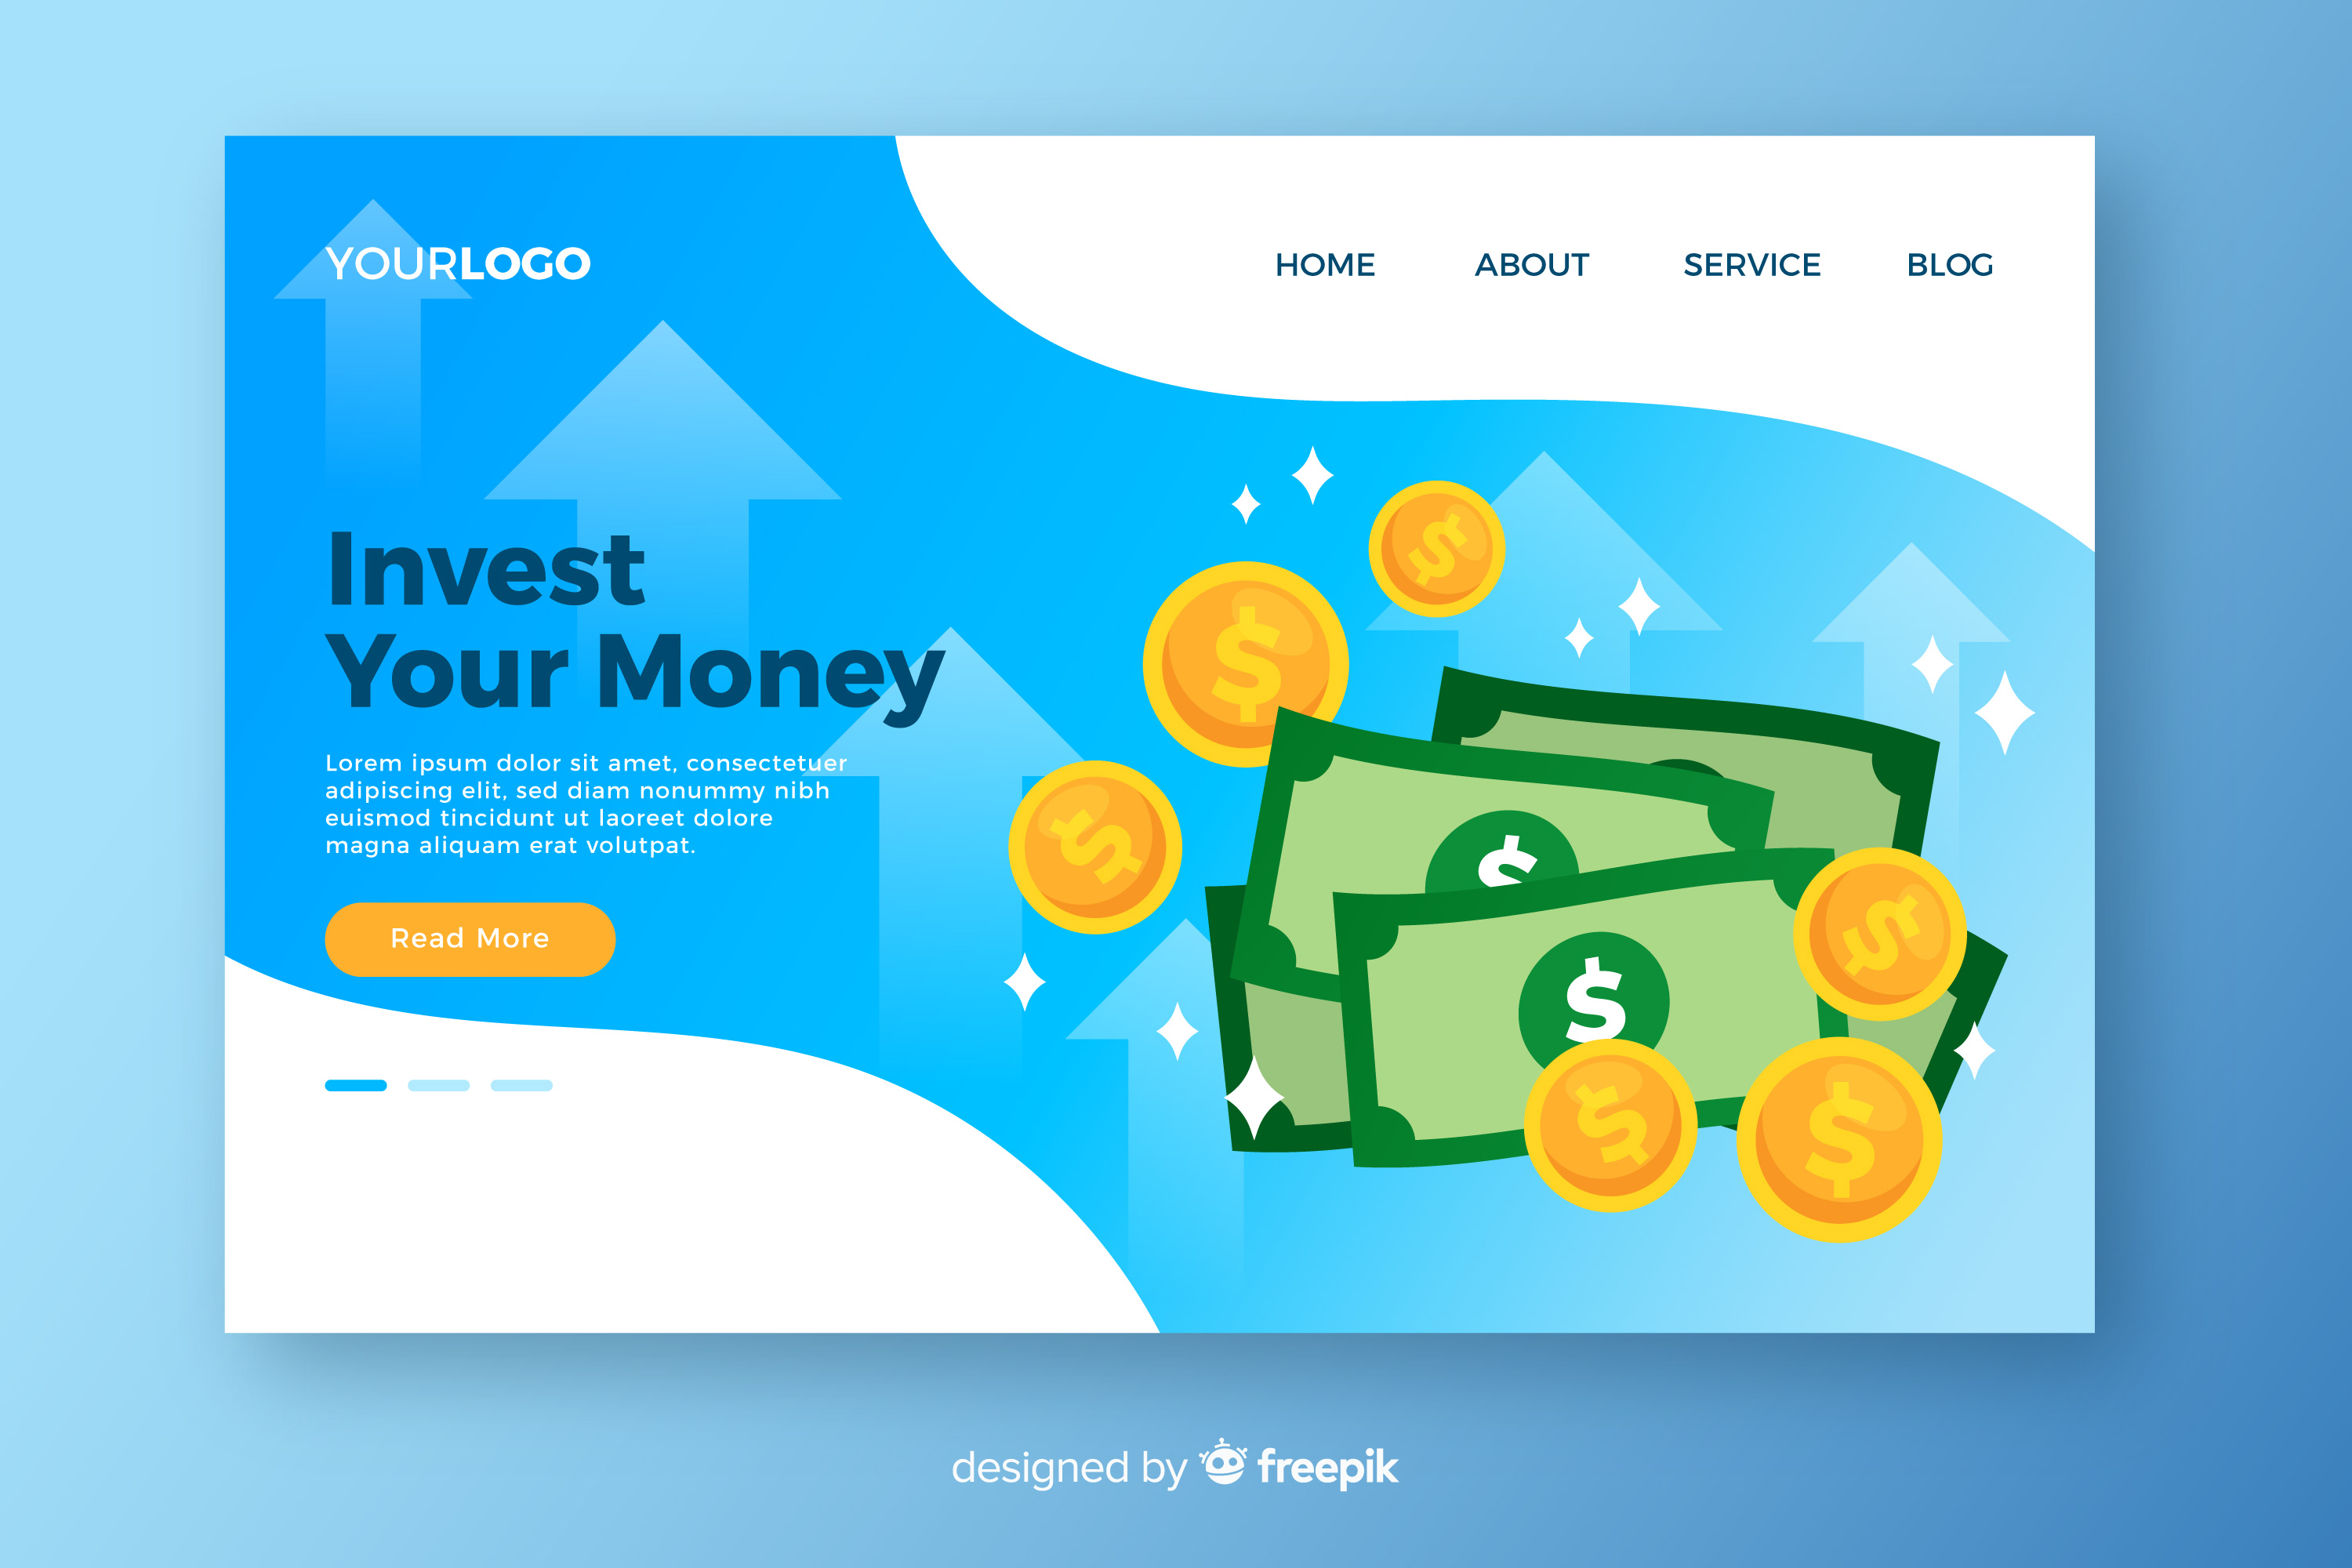 YOURLOGO
HOME ABOUT SERVICE BLOG
Invest
Your Money
Lorem ipsum dolor sit amet, consectetuer
adipiscing elit, sed diam nonummy nibh
euismod tincidunt ut laoreet dolore
magna aliquam erat volutpat.
Read More
$
$
$
$
$
$
$
$
designed by freepik